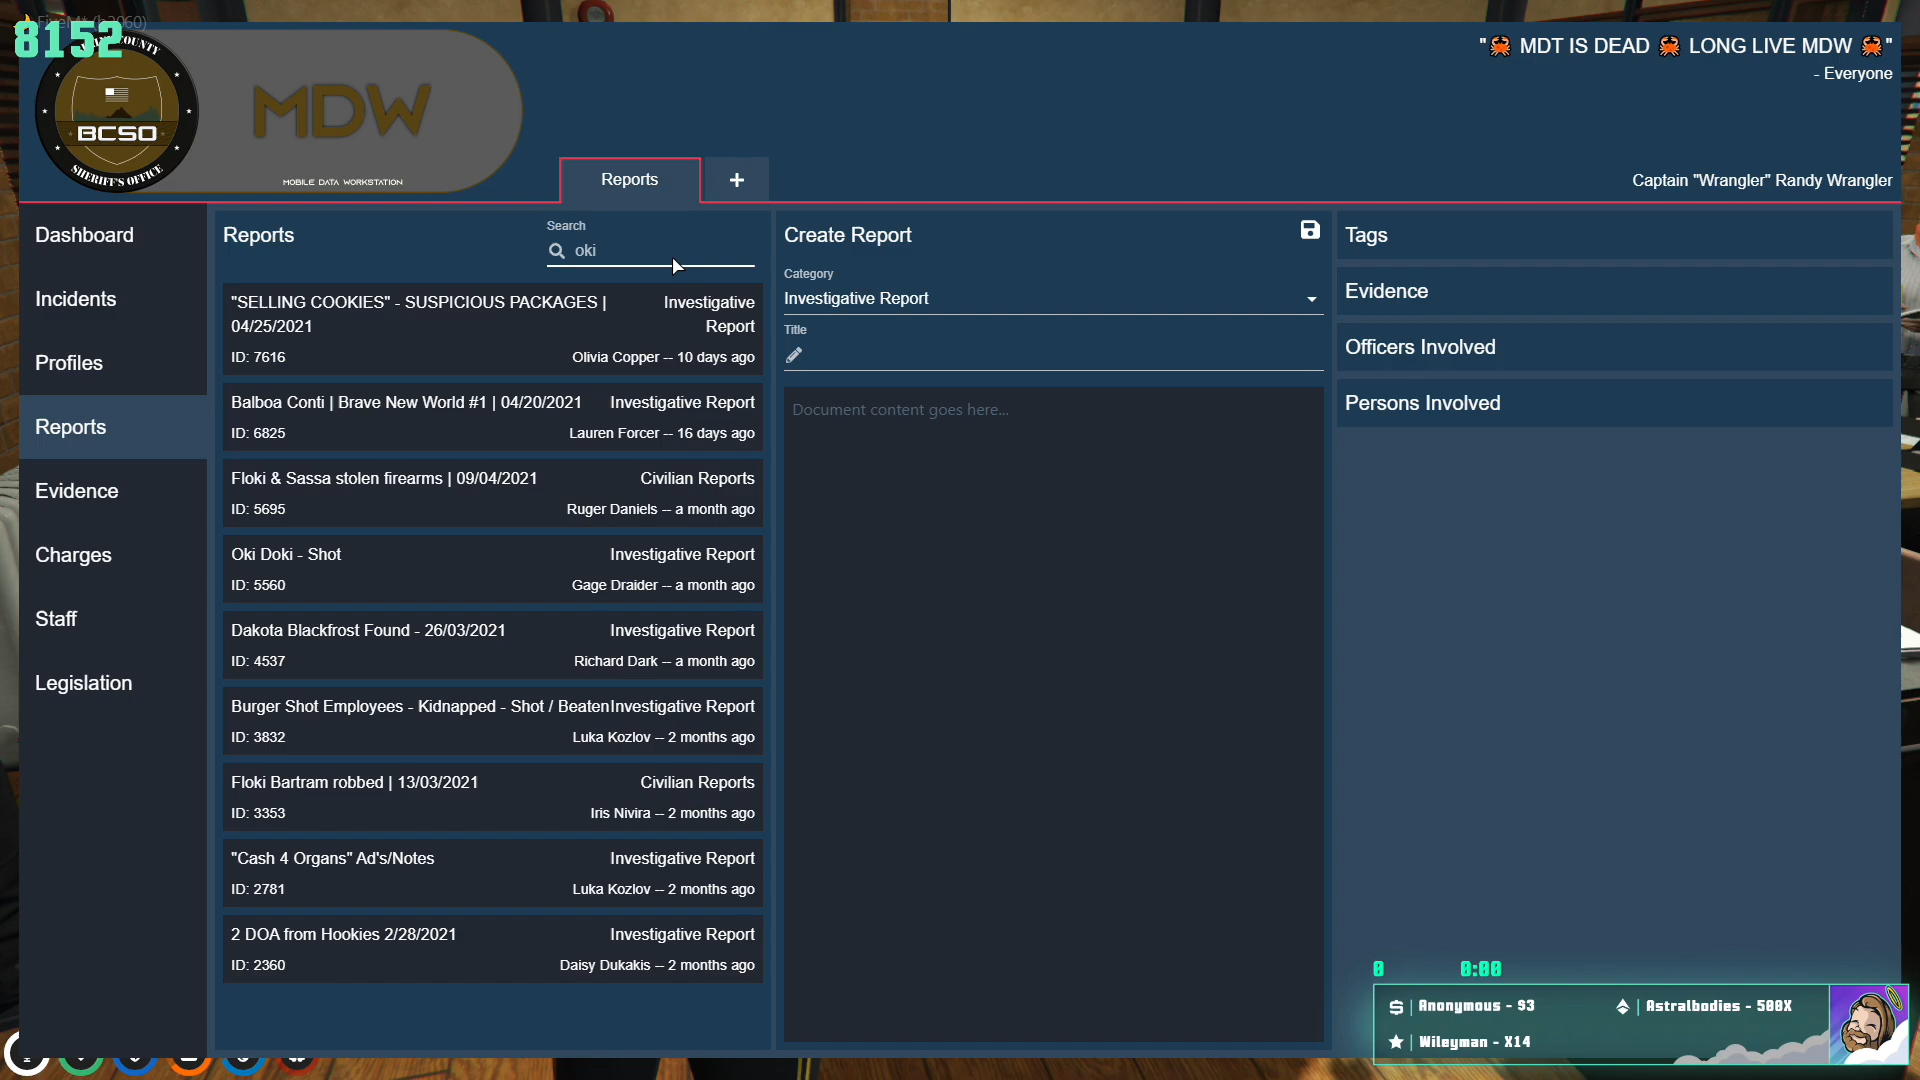 8152
BCSO
SHERIFF'S OFFICE
MDW
MOBILE DATA WORKSTATION
"🦀 MDT IS DEAD 🦀 LONG LIVE MDW 🦀"
- Everyone
Reports
+
Captain "Wrangler" Randy Wrangler
Dashboard
Incidents
Profiles
Reports
Evidence
Charges
Staff
Legislation
Reports
Search
oki
"SELLING COOKIES" - SUSPICIOUS PACKAGES | Investigative
04/25/2021 Report
ID: 7616 Olivia Copper -- 10 days ago
Balboa Conti | Brave New World #1 | 04/20/2021 Investigative Report
ID: 6825 Lauren Forcer -- 16 days ago
Floki & Sassa stolen firearms | 09/04/2021 Civilian Reports
ID: 5695 Ruger Daniels -- a month ago
Oki Doki - Shot Investigative Report
ID: 5560 Gage Draider -- a month ago
Dakota Blackfrost Found - 26/03/2021 Investigative Report
ID: 4537 Richard Dark -- a month ago
Burger Shot Employees - Kidnapped - Shot / Beaten Investigative Report
ID: 3832 Luka Kozlov -- 2 months ago
Floki Bartram robbed | 13/03/2021 Civilian Reports
ID: 3353 Iris Nivira -- 2 months ago
"Cash 4 Organs" Ad's/Notes Investigative Report
ID: 2781 Luka Kozlov -- 2 months ago
2 DOA from Hookies 2/28/2021 Investigative Report
ID: 2360 Daisy Dukakis -- 2 months ago
Create Report
Category
Investigative Report
Title
Document content goes here...
Tags
Evidence
Officers Involved
Persons Involved
0 0:00
$ | Anonymous - $3
Astralbodies - 500X
Wileyman - X14